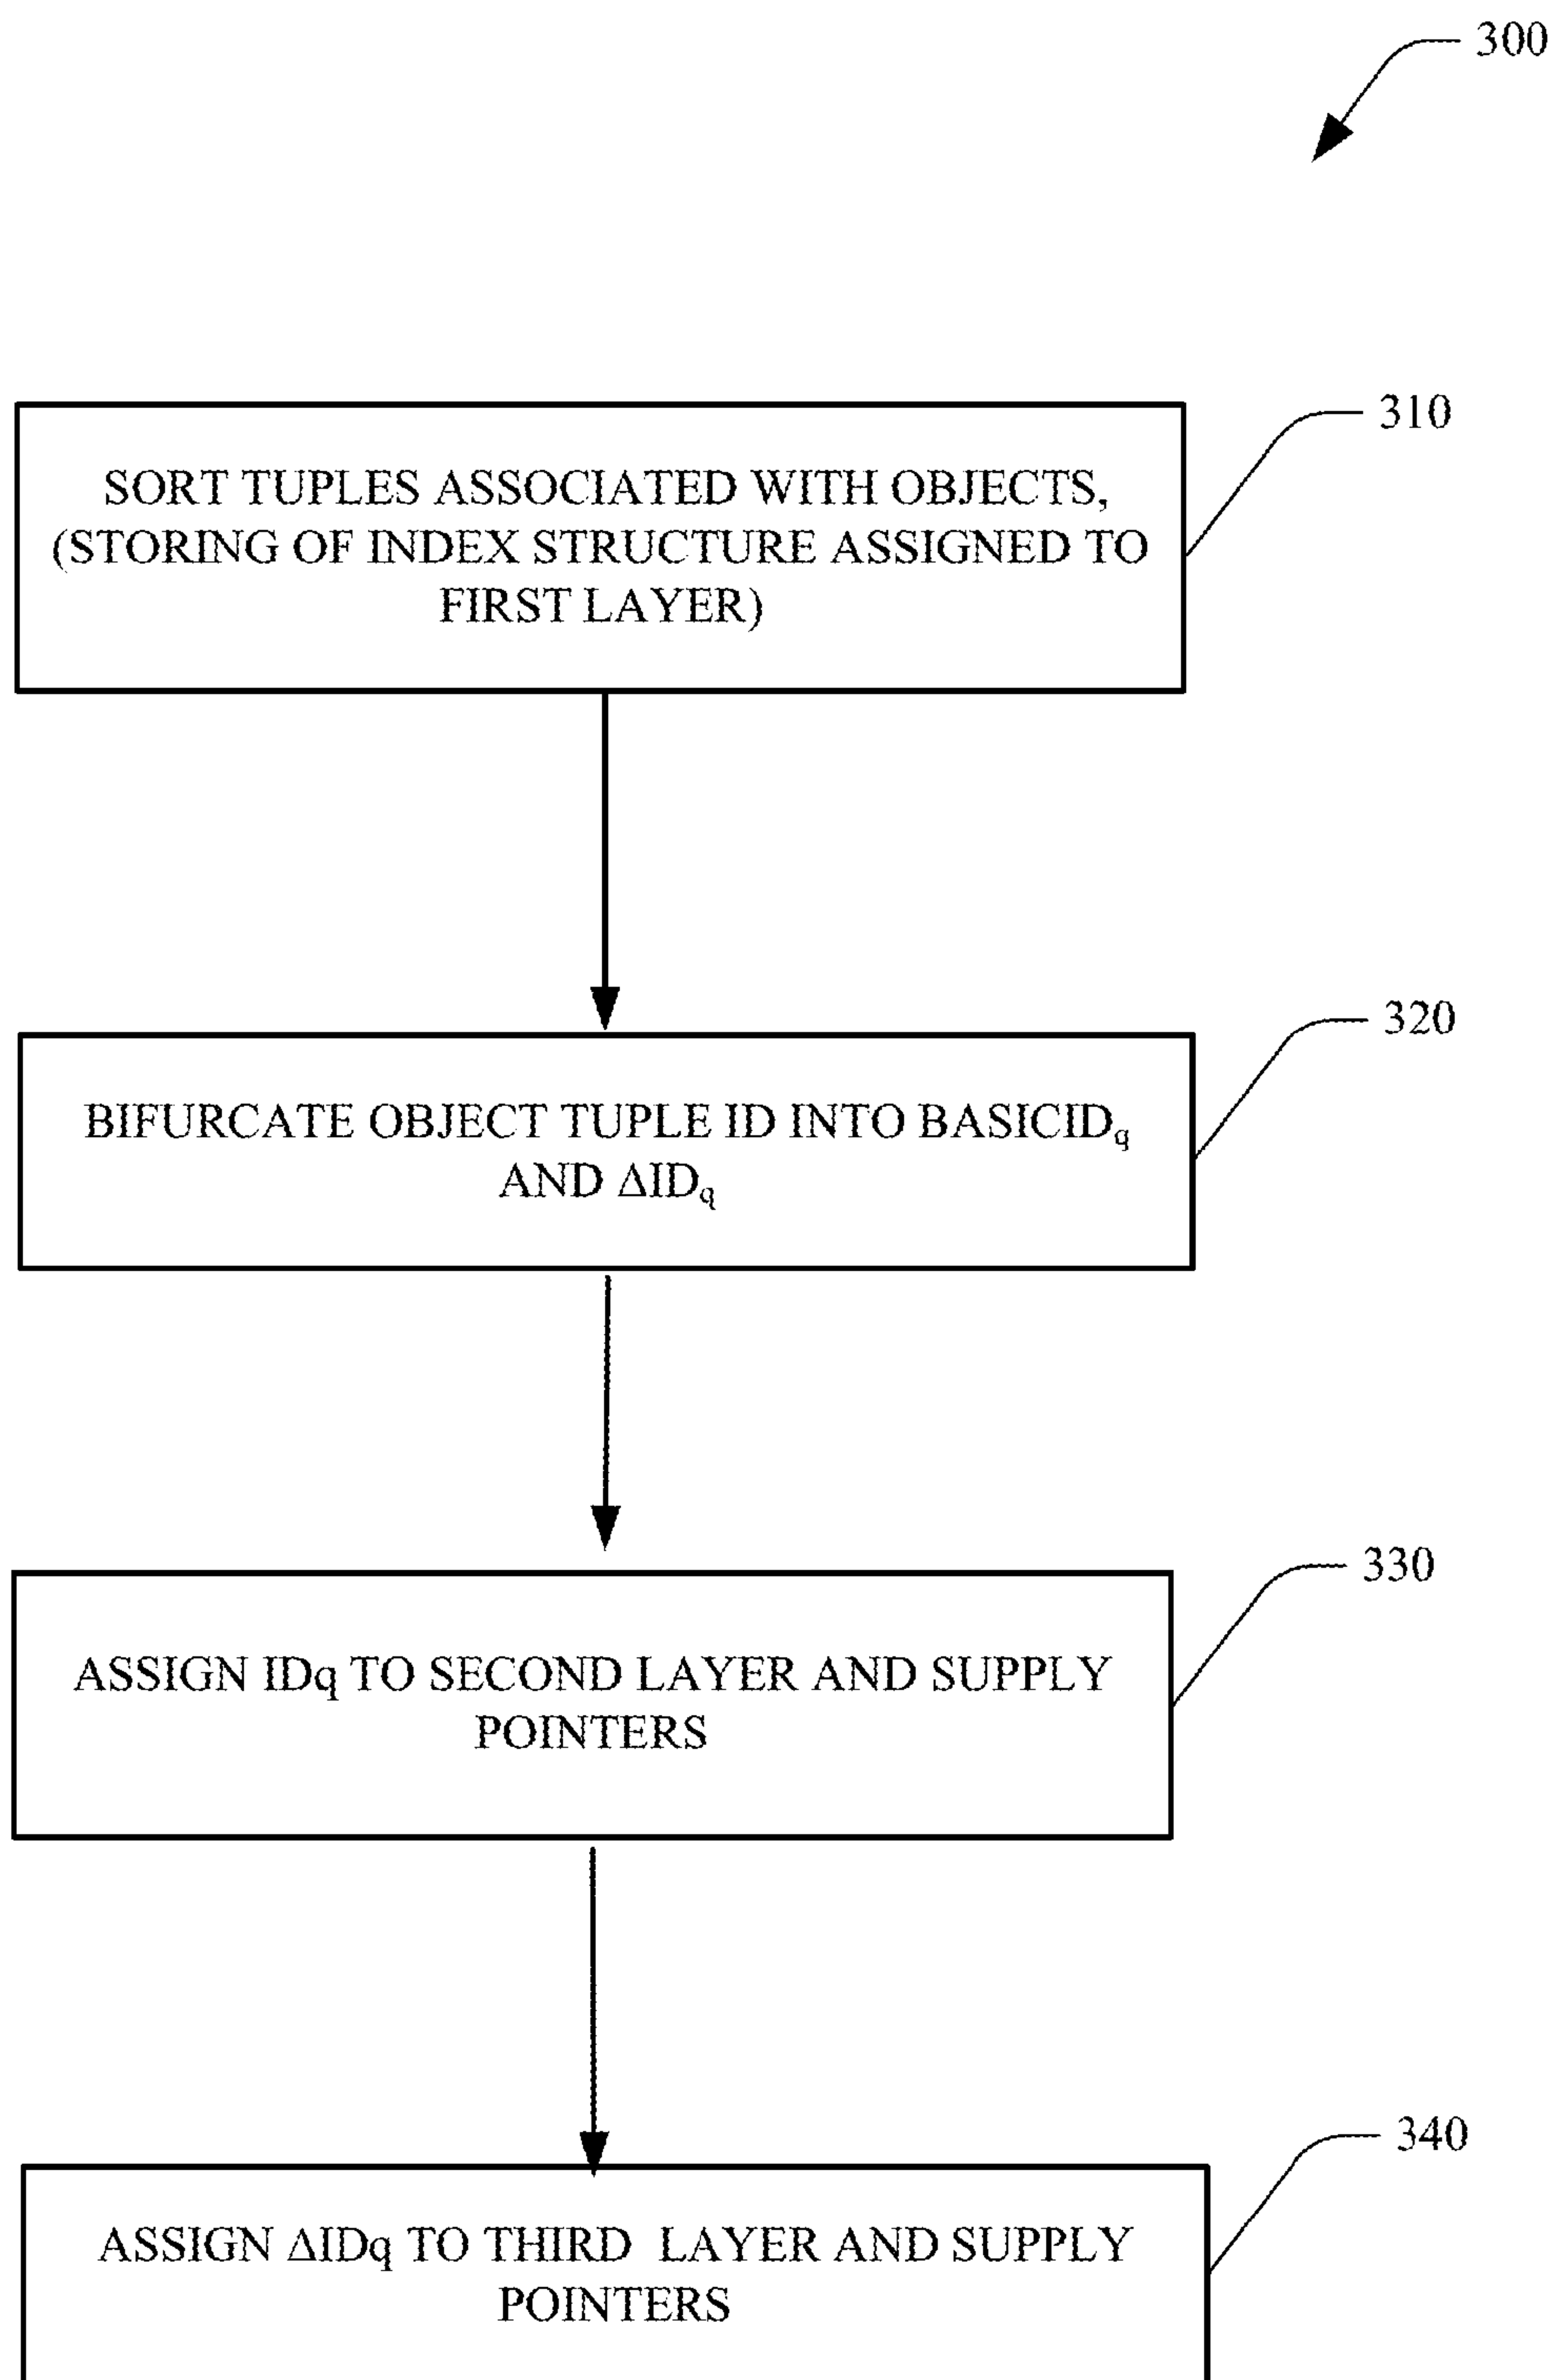 300
310
SORT TUPLES ASSOCIATED WITH OBJECTS,
(STORING OF INDEX STRUCTURE ASSIGNED TO
FIRST LAYER)
320
BIFURCATE OBJECT TUPLE ID INTO BASICID₍q₎
AND ΔID₍q₎
330
ASSIGN IDq TO SECOND LAYER AND SUPPLY
POINTERS
340
ASSIGN ΔIDq TO THIRD LAYER AND SUPPLY
POINTERS